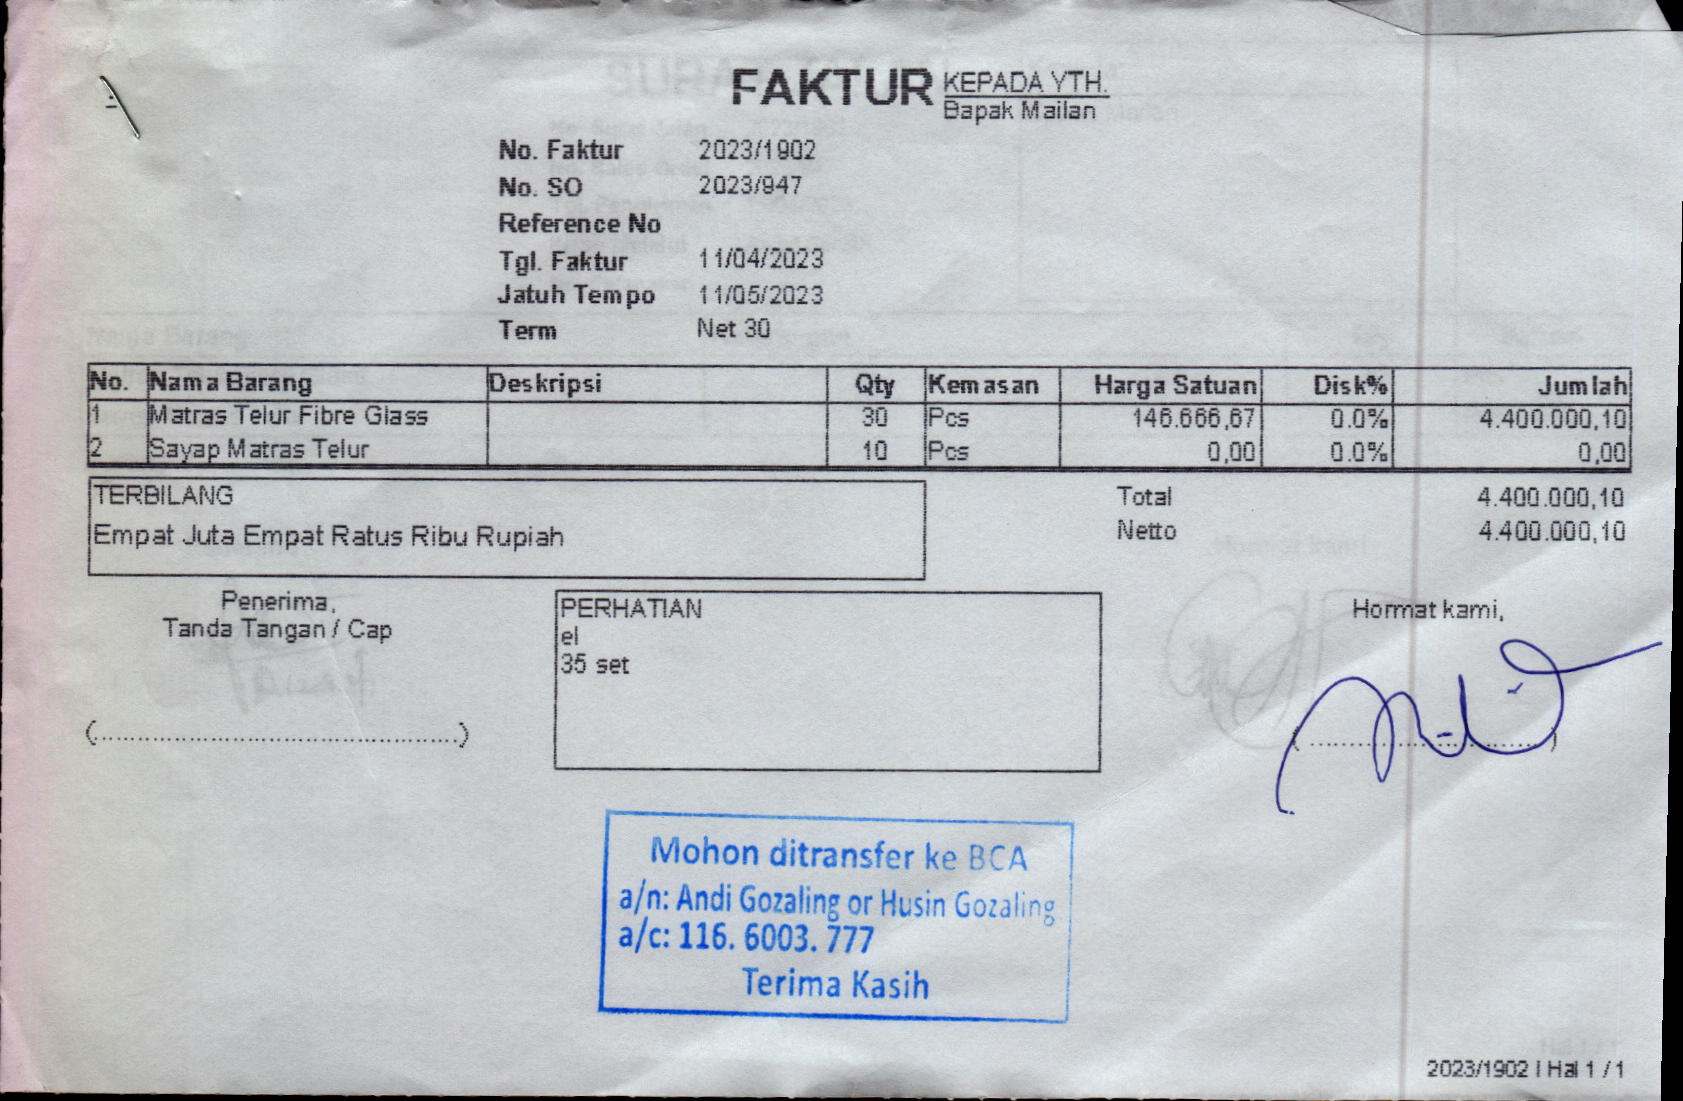 FAKTUR KEPADA YTH.
Bapak Mailan
No. Faktur 2023/1902
No. SO 2023/947
Reference No
Tgl. Faktur 11/04/2023
Jatuh Tempo 11/05/2023
Term Net 30
No. Nama Barang Deskripsi Qty Kemasan Harga Satuan Disk% Jumlah
1 Matras Telur Fibre Glass 30 Pcs 146.666,67 0.0% 4.400.000,10
2 Sayap Matras Telur 10 Pcs 0,00 0.0% 0,00
TERBILANG
Empat Juta Empat Ratus Ribu Rupiah
Total 4.400.000,10
Netto 4.400.000,10
Penerima,
Tanda Tangan / Cap
(..............................................)
PERHATIAN
el
35 set
Hormat kami,
(..............................)
Mohon ditransfer ke BCA
a/n: Andi Gozaling or Husin Gozaling
a/c: 116. 6003. 777
Terima Kasih
2023/1902 | Hal 1 / 1